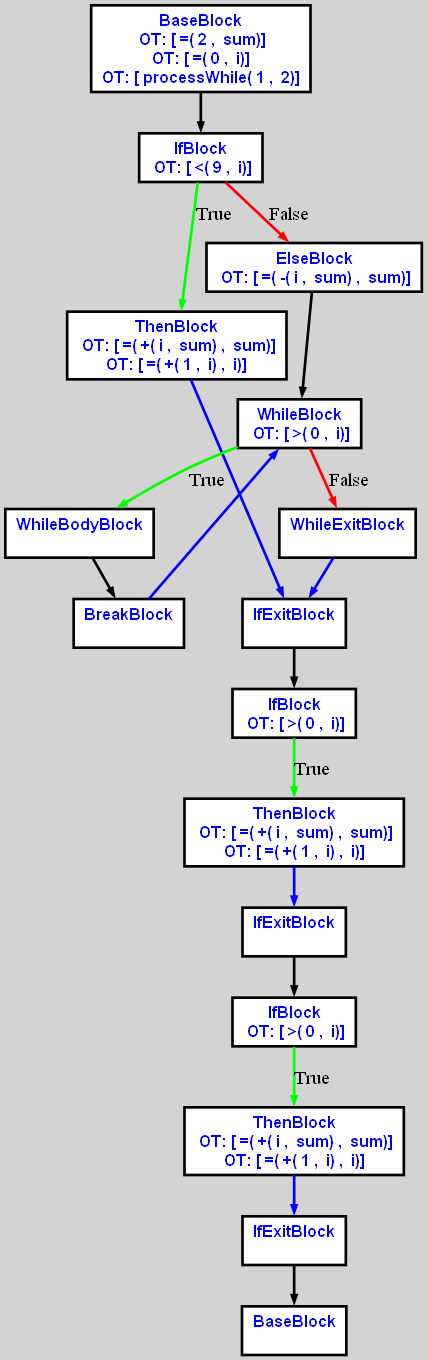 BaseBlock
OT: [ =( 2 , sum)]
OT: [ =( 0 , i)]
OT: [ processWhile( 1 , 2)]
IfBlock
OT: [ <( 9 , i)]
True
False
ElseBlock
OT: [ =( -( i , sum) , sum)]
ThenBlock
OT: [ =( +( i , sum) , sum)]
OT: [ =( +( 1 , i) , i)]
WhileBlock
OT: [ >( 0 , i)]
True
False
WhileBodyBlock
WhileExitBlock
BreakBlock
IfExitBlock
IfBlock
OT: [ >( 0 , i)]
True
ThenBlock
OT: [ =( +( i , sum) , sum)]
OT: [ =( +( 1 , i) , i)]
IfExitBlock
IfBlock
OT: [ >( 0 , i)]
True
ThenBlock
OT: [ =( +( i , sum) , sum)]
OT: [ =( +( 1 , i) , i)]
IfExitBlock
BaseBlock